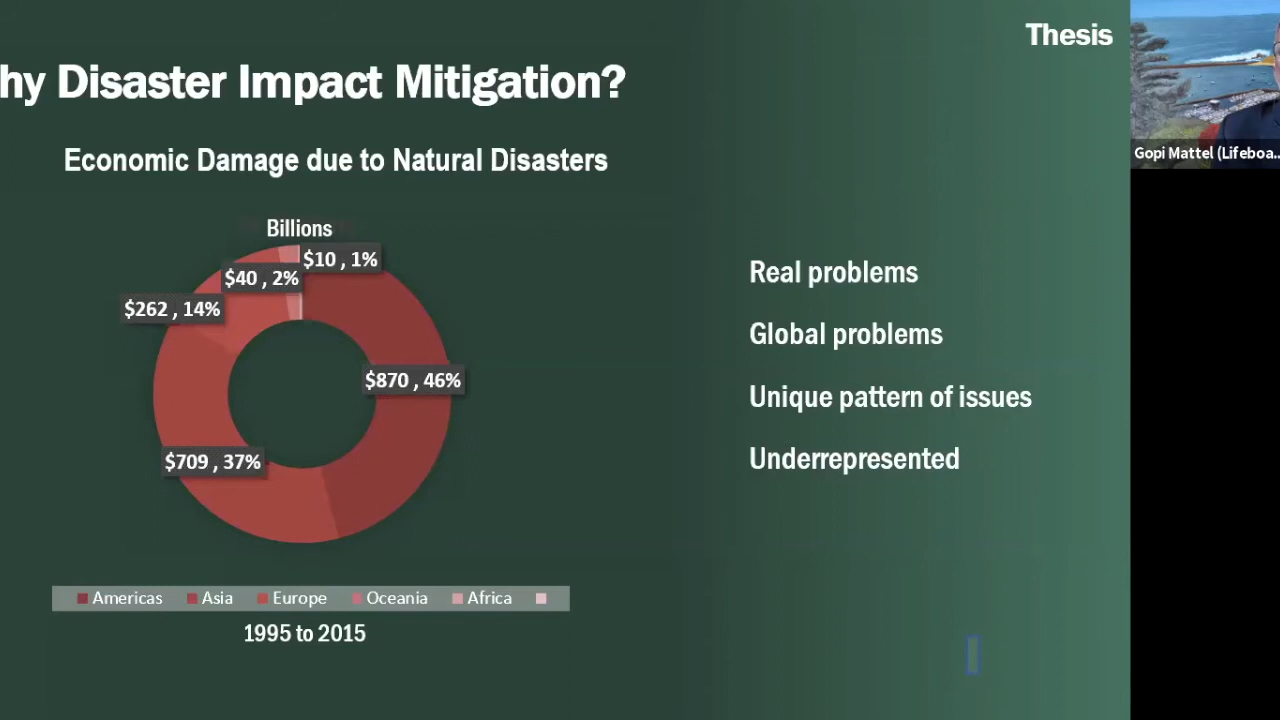 Thesis
hy Disaster Impact Mitigation?
Economic Damage due to Natural Disasters
Billions
$10 , 1%
$40 , 2%
$262 , 14%
$870 , 46%
$709 , 37%
Americas Asia Europe Oceania Africa
1995 to 2015
Real problems
Global problems
Unique pattern of issues
Underrepresented
Gopi Mattel (Lifeboa...